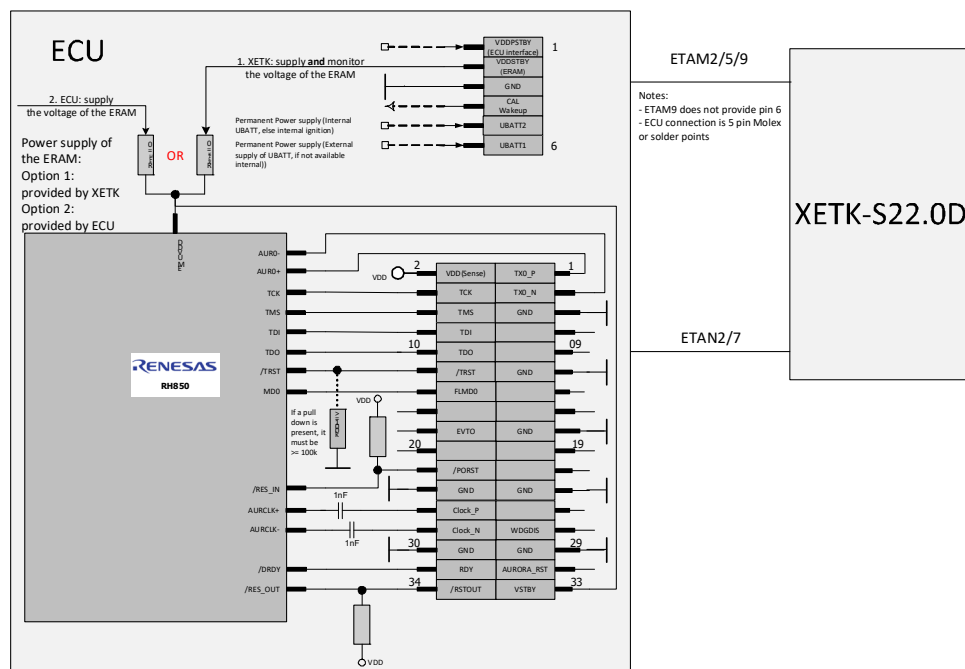 ECU
VDDPSTBY
(ECU interface)
1
VDDSTBY
(ERAM)
GND
CAL
Wakeup
UBATT2
UBATT1
6
1. XETK: supply and monitor
the voltage of the ERAM
2. ECU: supply
the voltage of the ERAM
Permanent Power supply (Internal
UBATT, else internal ignition)
Permanent Power supply (External
supply of UBATT, if not available
internal))
OR
Power supply of
the ERAM:
Option 1:
provided by XETK
Option 2:
provided by ECU
ETAM2/5/9
Notes:
- ETAM9 does not provide pin 6
- ECU connection is 5 pin Molex
or solder points
XETK-S22.0D
ETAN2/7
RENESAS
RH850
AUR0-
AUR0+
TCK
TMS
TDI
TDO
/TRST
MD0
/RES_IN
AURCLK+
AURCLK-
/DRDY
/RES_OUT
If a pull
down is
present, it
must be
>= 100k
VDD
1nF
1nF
VDD
VDD
2 VDD(Sense) TX0_P 1
TCK TX0_N
TMS GND
TDI
10 TDO 09
/TRST GND
FLMD0
EVTO GND
20 19
/PORST
GND GND
Clock_P
Clock_N WDGDIS
30 GND GND 29
RDY AURORA_RST
34 /RSTOUT VSTBY 33